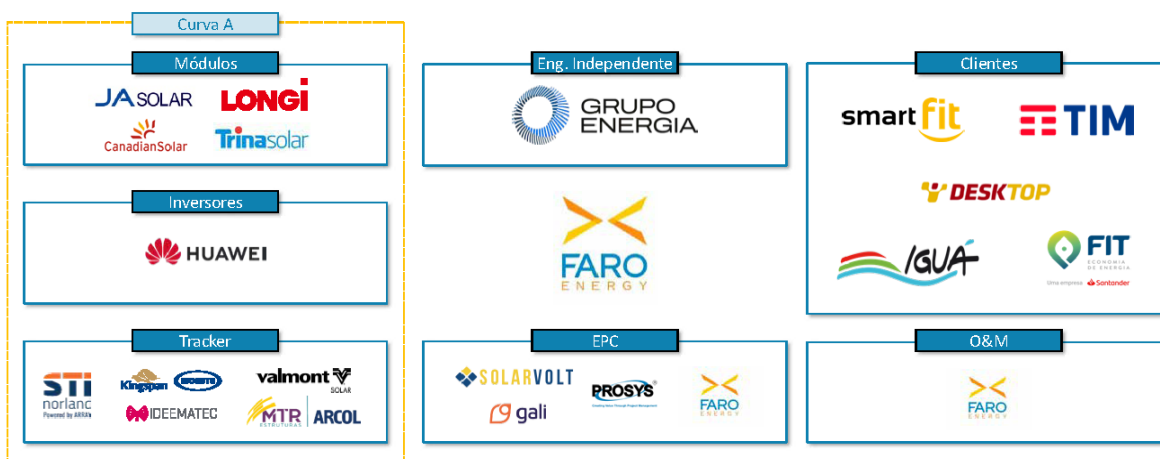 Curva A
Módulos
JA SOLAR
LONGi
CanadianSolar
Trinasolar
Inversores
HUAWEI
Tracker
STI
norland
Powered by ARRAY
Kingspan
valmont
SOLAR
IDEEMATEC
MTR
ESTRUTURAS
ARCOL
Eng. Independente
GRUPO
ENERGIA
FARO
ENERGY
EPC
SOLARVOLT
gali
PROSYS
FARO
ENERGY
Clientes
smart fit
TIM
DESKTOP
IGUÁ
FIT
ECONOMIA
DE ENERGIA
Uma empresa Santander
O&M
FARO
ENERGY